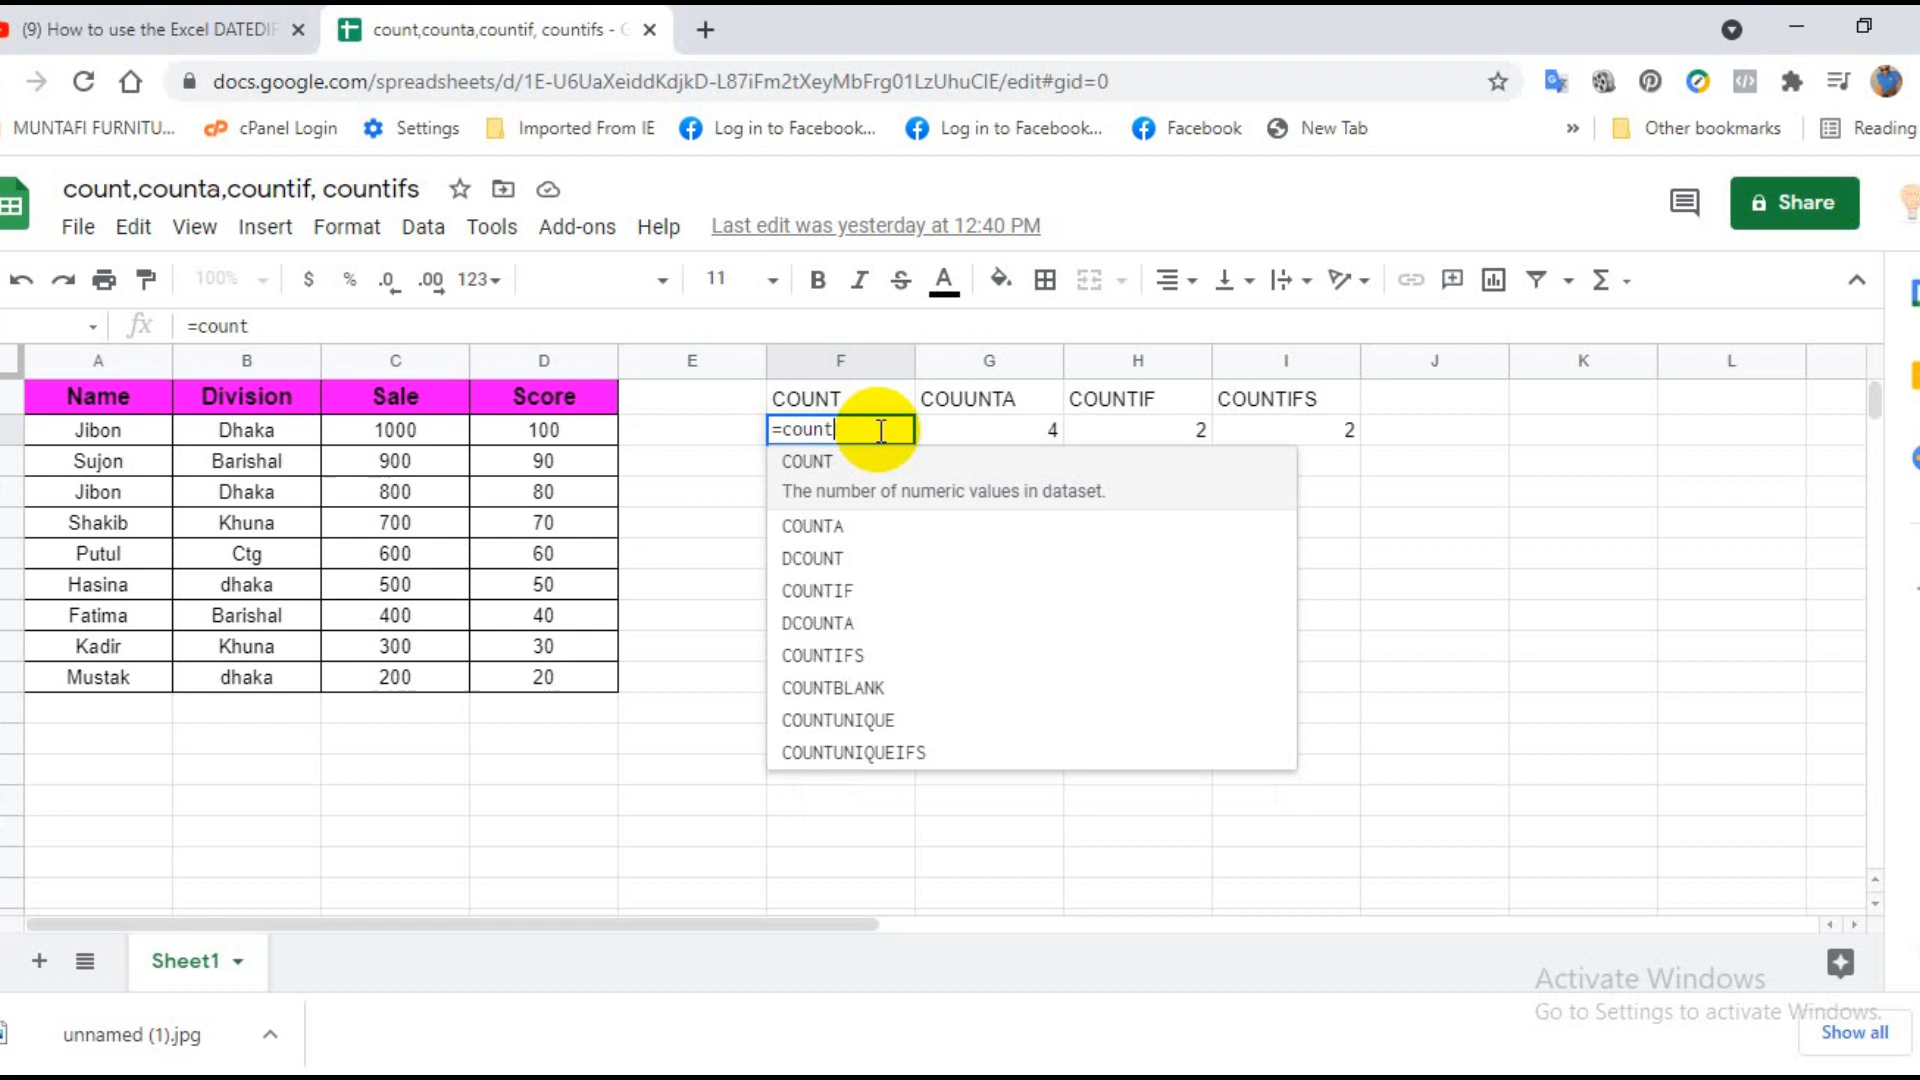 (9) How to use the Excel DATEDIF
count,counta,countif, countifs - G
docs.google.com/spreadsheets/d/1E-U6UaXeiddKdjkD-L87iFm2tXeyMbFrg01LzUhuCIE/edit#gid=0
MUNTAFI FURNITU... cPanel Login Settings Imported From IE Log in to Facebook... Log in to Facebook... Facebook New Tab » Other bookmarks Reading
count,counta,countif, countifs
Share
File Edit View Insert Format Data Tools Add-ons Help Last edit was yesterday at 12:40 PM
100% $ % .0 .00 123 11 B I S A Σ
fx =count
A B C D E F G H I J K L
Name Division Sale Score COUNT COUUNTA COUNTIF COUNTIFS
Jibon Dhaka 1000 100 =count 4 2 2
Sujon Barishal 900 90
Jibon Dhaka 800 80
Shakib Khuna 700 70
Putul Ctg 600 60
Hasina dhaka 500 50
Fatima Barishal 400 40
Kadir Khuna 300 30
Mustak dhaka 200 20
COUNT
The number of numeric values in dataset.
COUNTA
DCOUNT
COUNTIF
DCOUNTA
COUNTIFS
COUNTBLANK
COUNTUNIQUE
COUNTUNIQUEIFS
Sheet1
Activate Windows
Go to Settings to activate Windows.
unnamed (1).jpg
Show all